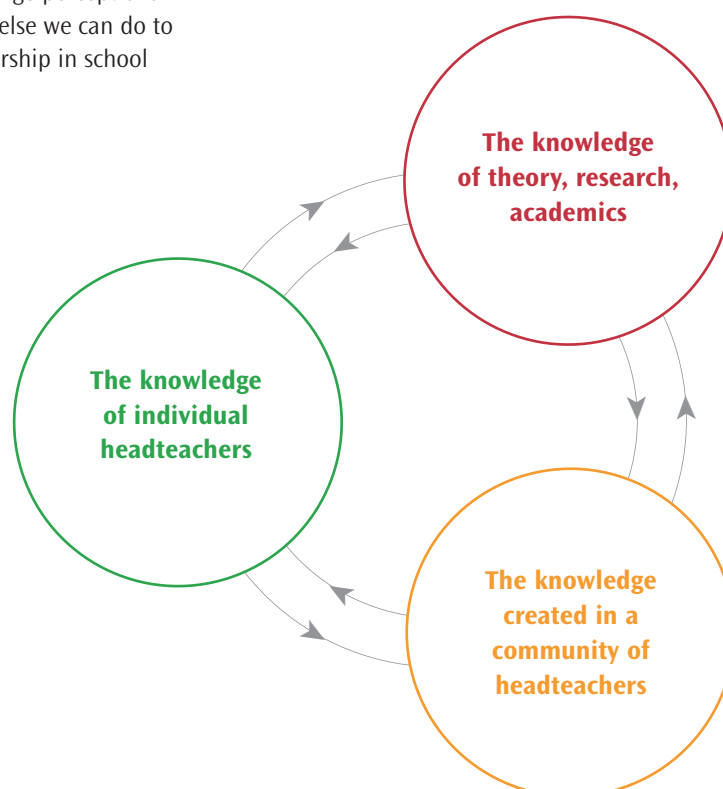 else we can do to
rship in school
The knowledge
of theory, research,
academics
The knowledge
of individual
headteachers
The knowledge
created in a
community of
headteachers